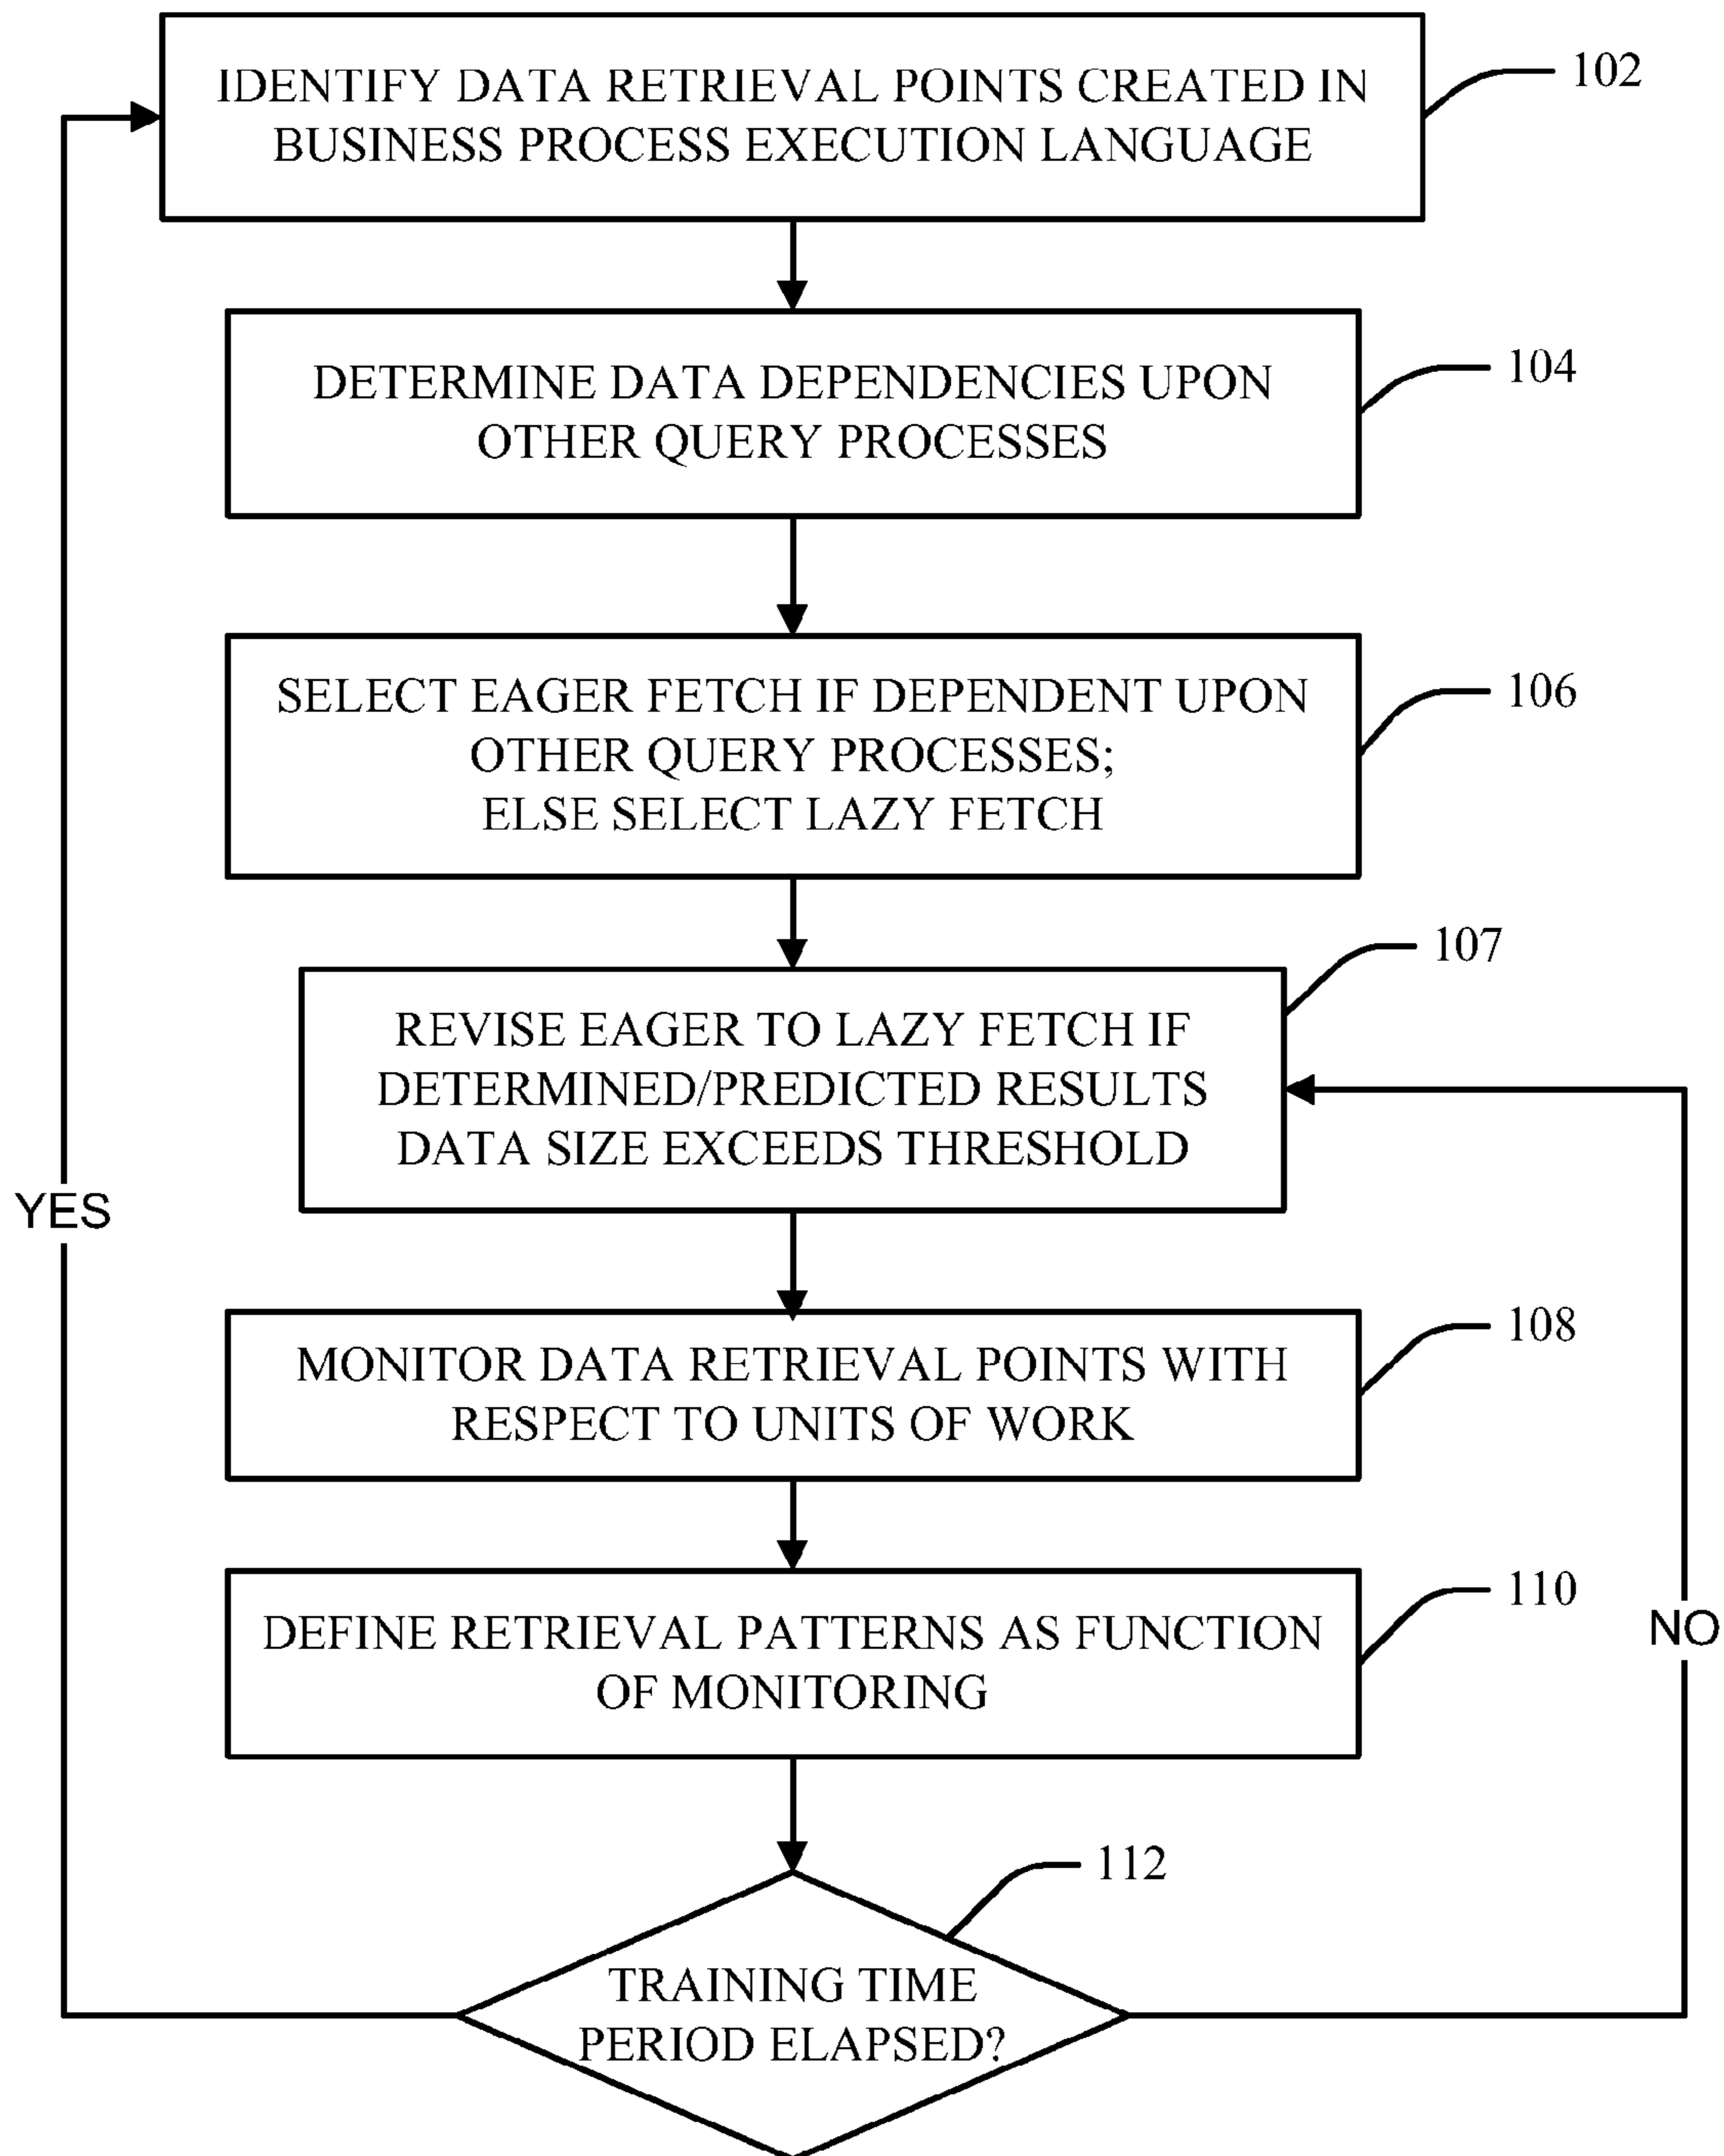 IDENTIFY DATA RETRIEVAL POINTS CREATED IN
BUSINESS PROCESS EXECUTION LANGUAGE
102
DETERMINE DATA DEPENDENCIES UPON
OTHER QUERY PROCESSES
104
SELECT EAGER FETCH IF DEPENDENT UPON
OTHER QUERY PROCESSES;
ELSE SELECT LAZY FETCH
106
REVISE EAGER TO LAZY FETCH IF
DETERMINED/PREDICTED RESULTS
DATA SIZE EXCEEDS THRESHOLD
107
YES
MONITOR DATA RETRIEVAL POINTS WITH
RESPECT TO UNITS OF WORK
108
DEFINE RETRIEVAL PATTERNS AS FUNCTION
OF MONITORING
110
NO
TRAINING TIME
PERIOD ELAPSED?
112